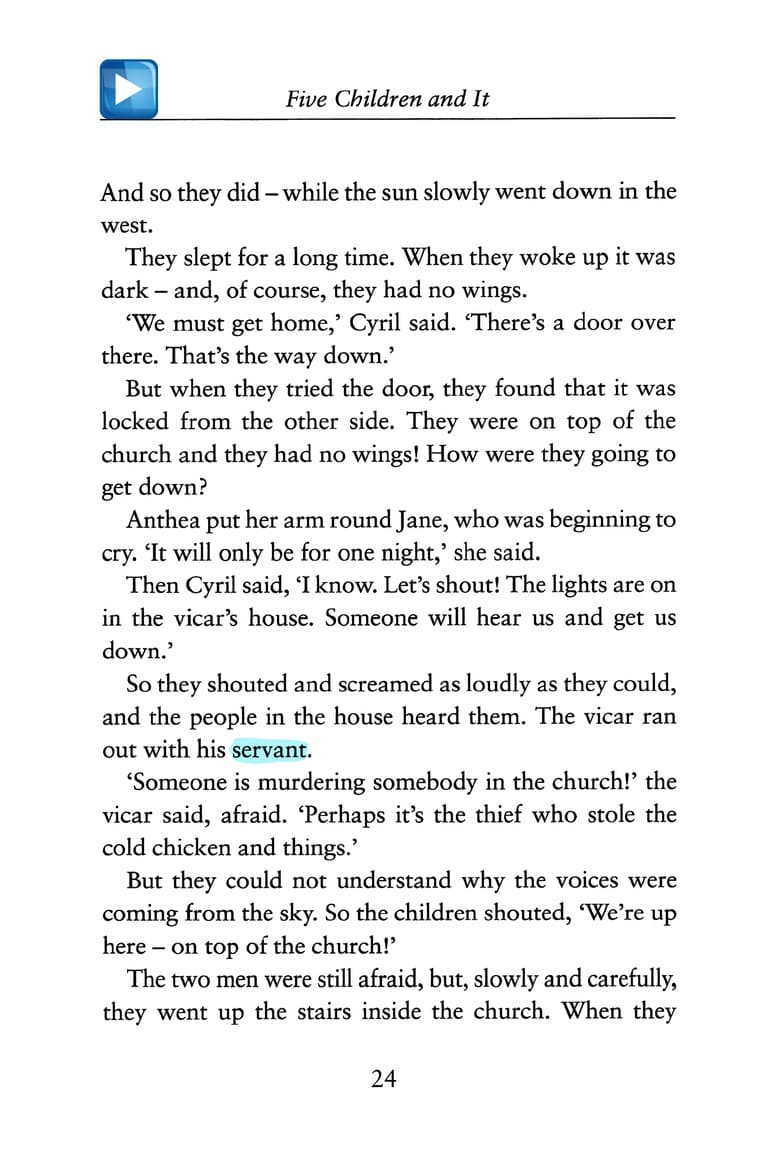 Five Children and It
And so they did – while the sun slowly went down in the
west.
They slept for a long time. When they woke up it was
dark – and, of course, they had no wings.
‘We must get home,’ Cyril said. ‘There’s a door over
there. That’s the way down.’
But when they tried the door, they found that it was
locked from the other side. They were on top of the
church and they had no wings! How were they going to
get down?
Anthea put her arm round Jane, who was beginning to
cry. ‘It will only be for one night,’ she said.
Then Cyril said, ‘I know. Let’s shout! The lights are on
in the vicar’s house. Someone will hear us and get us
down.’
So they shouted and screamed as loudly as they could,
and the people in the house heard them. The vicar ran
out with his servant.
‘Someone is murdering somebody in the church!’ the
vicar said, afraid. ‘Perhaps it’s the thief who stole the
cold chicken and things.’
But they could not understand why the voices were
coming from the sky. So the children shouted, ‘We’re up
here – on top of the church!’
The two men were still afraid, but, slowly and carefully,
they went up the stairs inside the church. When they
24